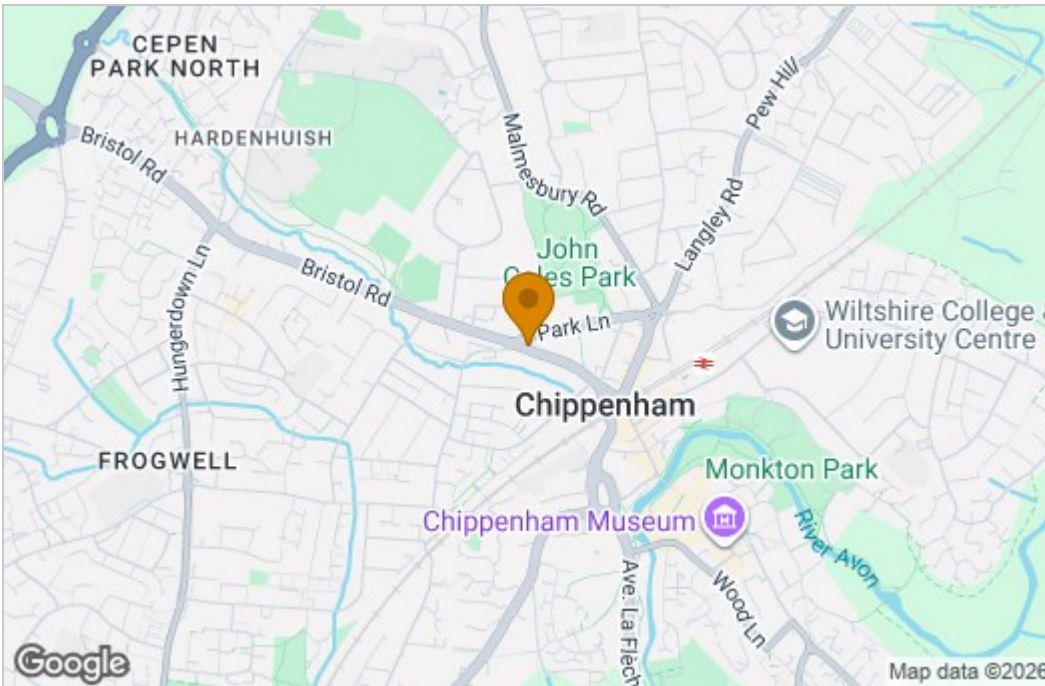 CEPEN
PARK NORTH
HARDENHUISH
Bristol Rd
Malmesbury Rd
Pew Hill
Langley Rd
Hungerdown Ln
Bristol Rd
John
Coles Park
Park Ln
Wiltshire College &
University Centre
Chippenham
FROGWELL
Monkton Park
Chippenham Museum
River Avon
Ave. La Flèch
Wood Ln
Google
Map data ©2026